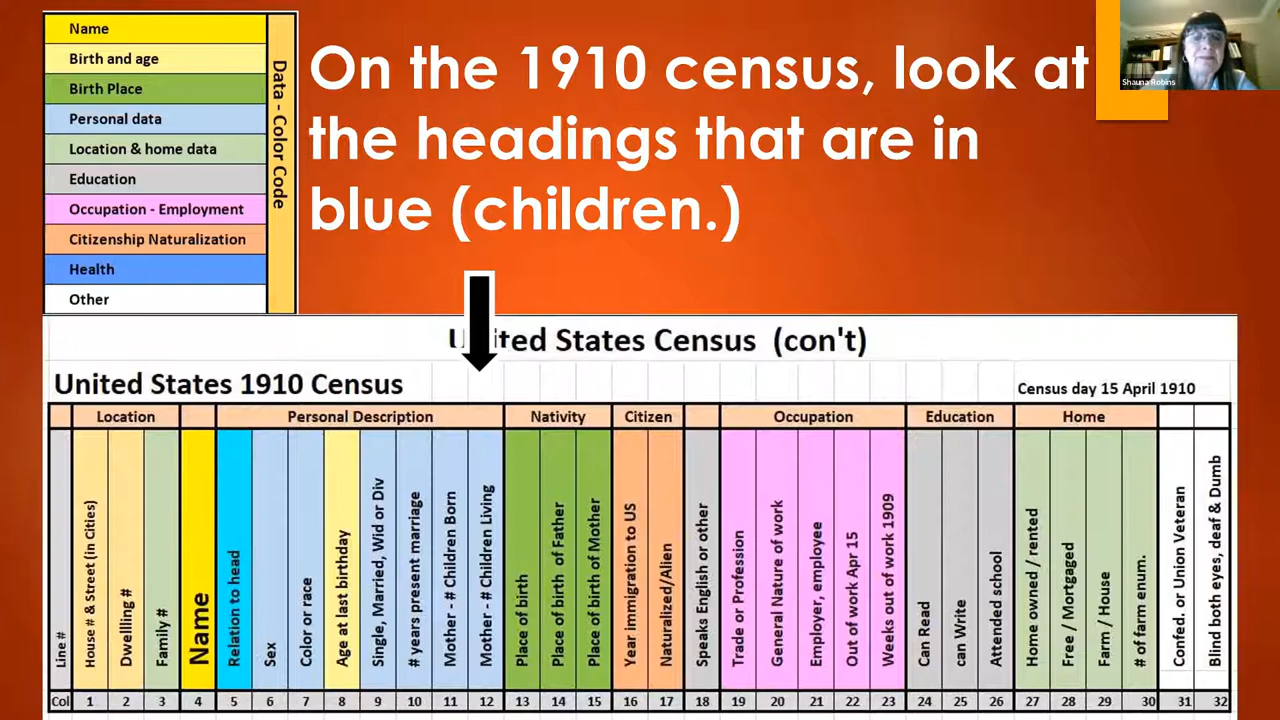 Name
Birth and age
Birth Place
Personal data
Location & home data
Education
Occupation - Employment
Citizenship Naturalization
Health
Other
Data - Color Code
On the 1910 census, look at
the headings that are in
blue (children.)
Shauna Robins
United States Census (con't)
United States 1910 Census
Census day 15 April 1910
Location
Personal Description
Nativity
Citizen
Occupation
Education
Home
Line #
House # & Street (in Cities)
Dwellling #
Family #
Name
Relation to head
Sex
Color or race
Age at last birthday
Single, Married, Wid or Div
# years present marriage
Mother - # Children Born
Mother - # Children Living
Place of birth
Place of birth of Father
Place of birth of Mother
Year immigration to US
Naturalized/Alien
Speaks English or other
Trade or Profession
General Nature of work
Employer, employee
Out of work Apr 15
Weeks out of work 1909
Can Read
can Write
Attended school
Home owned / rented
Free / Mortgaged
Farm / House
# of farm enum.
Confed. or Union Veteran
Blind both eyes, deaf & Dumb
Col 1 2 3 4 5 6 7 8 9 10 11 12 13 14 15 16 17 18 19 20 21 22 23 24 25 26 27 28 29 30 31 32